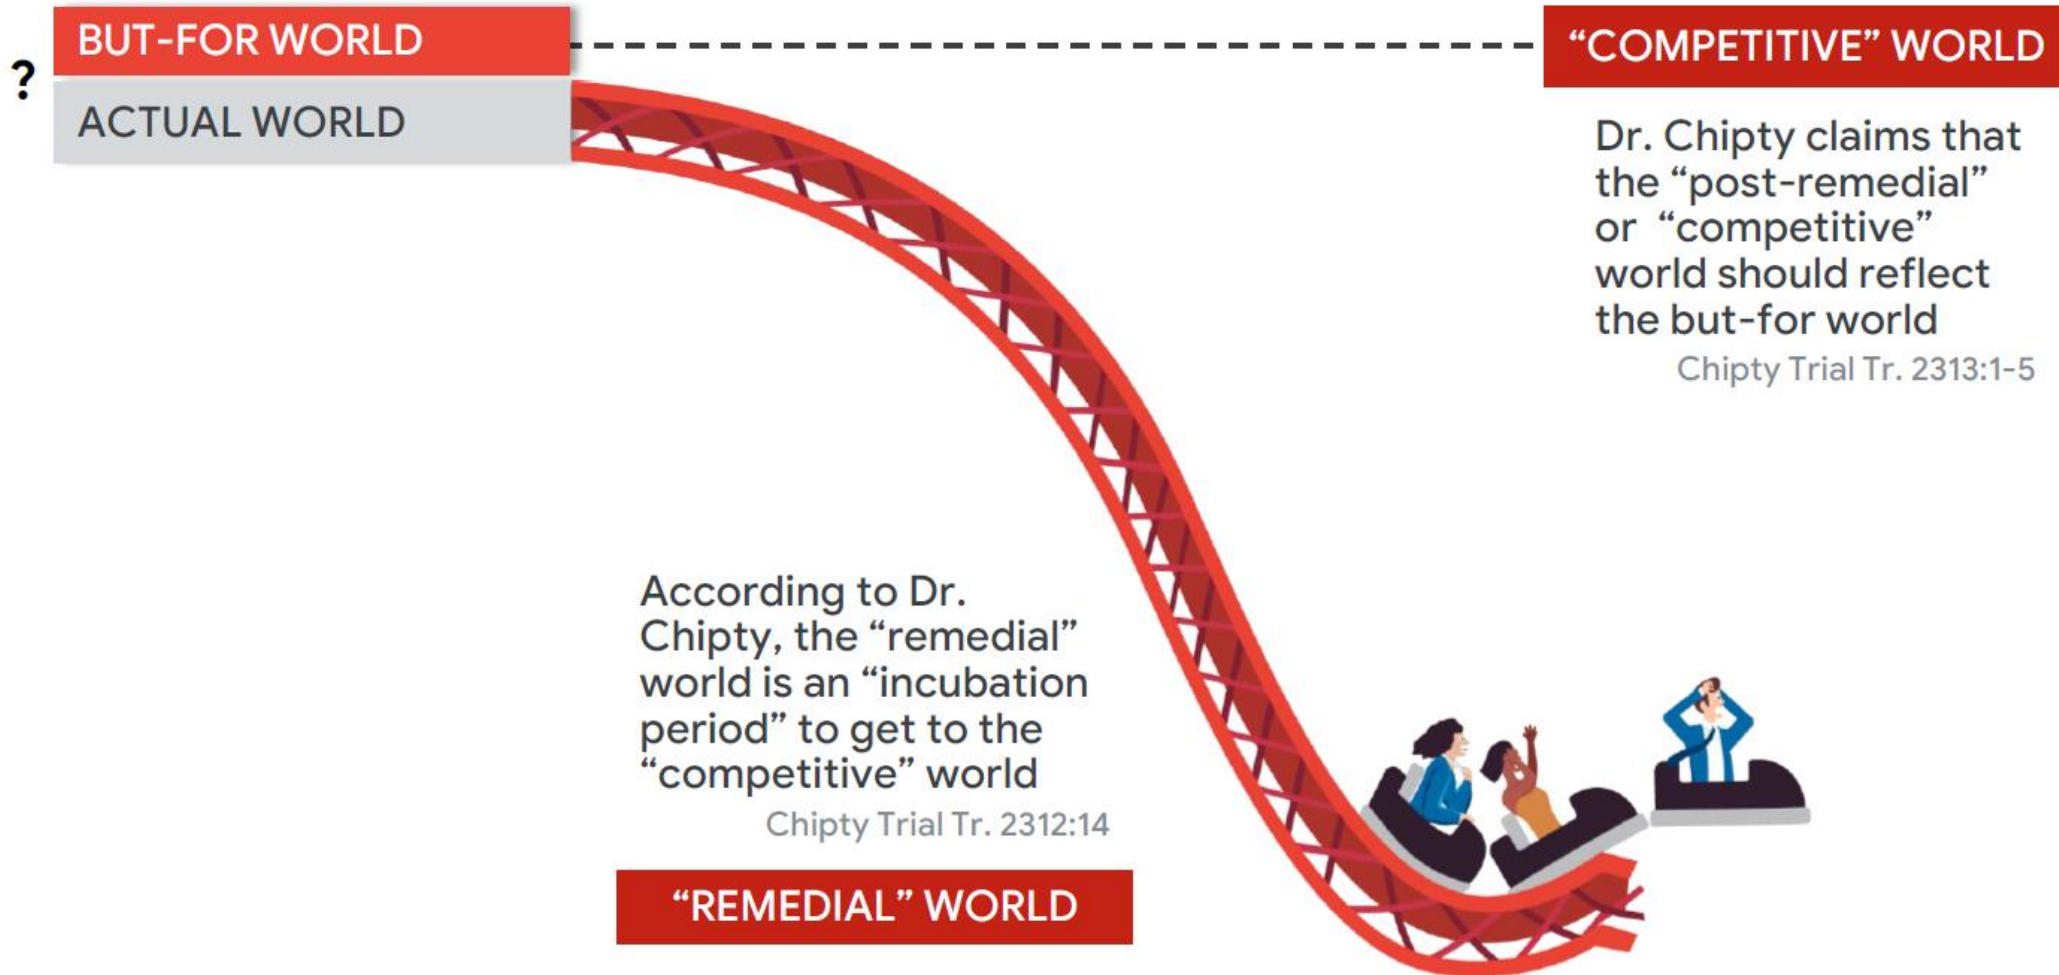 BUT-FOR WORLD
?
ACTUAL WORLD
“COMPETITIVE” WORLD
Dr. Chipty claims that
the “post-remedial”
or “competitive”
world should reflect
the but-for world
Chipty Trial Tr. 2313:1-5
According to Dr.
Chipty, the “remedial”
world is an “incubation
period” to get to the
“competitive” world
Chipty Trial Tr. 2312:14
“REMEDIAL” WORLD